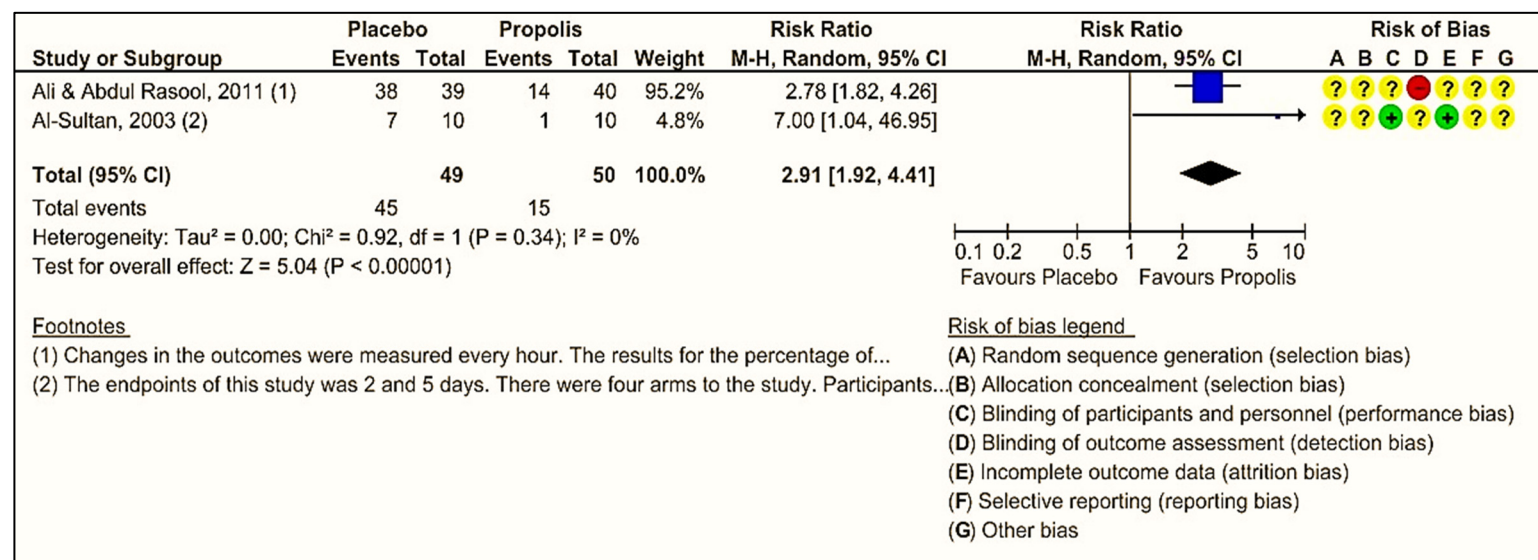 Placebo Propolis Risk Ratio Risk Ratio Risk of Bias
Study or Subgroup Events Total Events Total Weight M-H, Random, 95% CI M-H, Random, 95% CI A B C D E F G
Ali & Abdul Rasool, 2011 (1) 38 39 14 40 95.2% 2.78 [1.82, 4.26] ? ? ? - ? ? ?
Al-Sultan, 2003 (2) 7 10 1 10 4.8% 7.00 [1.04, 46.95] ? ? + ? + ? ?
Total (95% CI) 49 50 100.0% 2.91 [1.92, 4.41]
Total events 45 15
Heterogeneity: Tau² = 0.00; Chi² = 0.92, df = 1 (P = 0.34); I² = 0%
Test for overall effect: Z = 5.04 (P < 0.00001)
0.1 0.2 0.5 1 2 5 10
Favours Placebo Favours Propolis
Footnotes
(1) Changes in the outcomes were measured every hour. The results for the percentage of...
(2) The endpoints of this study was 2 and 5 days. There were four arms to the study. Participants...
Risk of bias legend
(A) Random sequence generation (selection bias)
(B) Allocation concealment (selection bias)
(C) Blinding of participants and personnel (performance bias)
(D) Blinding of outcome assessment (detection bias)
(E) Incomplete outcome data (attrition bias)
(F) Selective reporting (reporting bias)
(G) Other bias